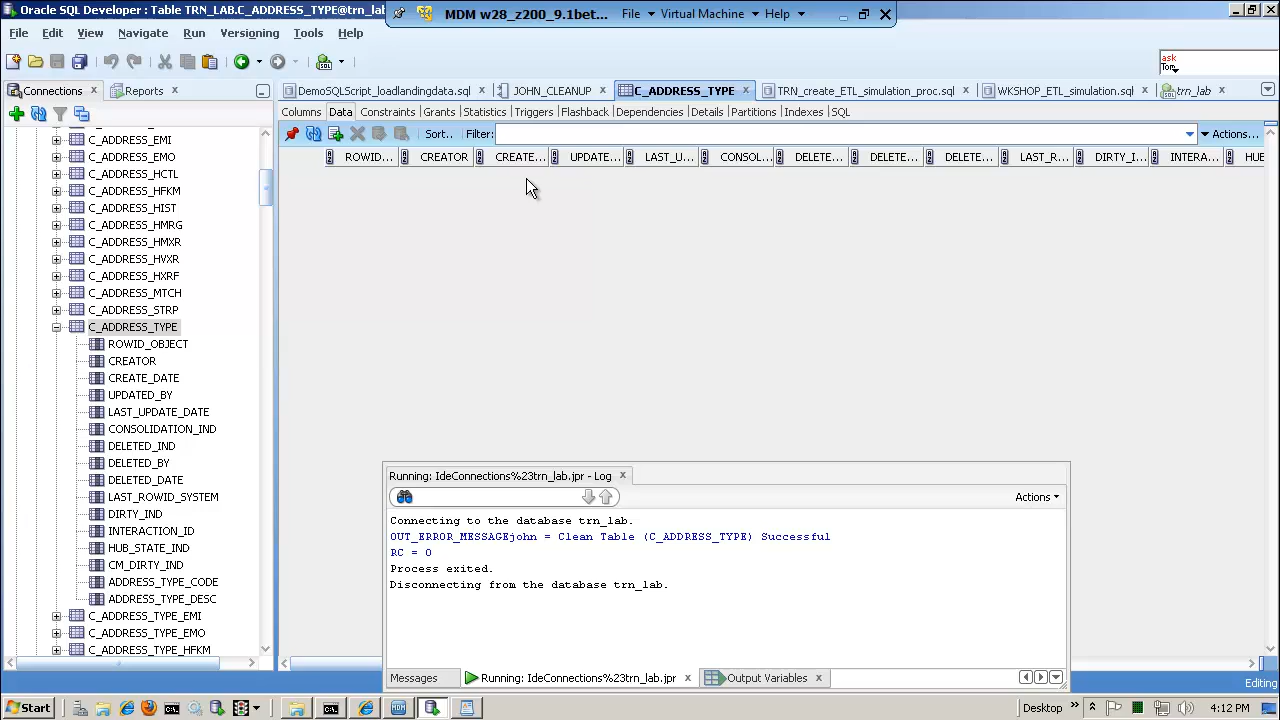 Oracle SQL Developer : Table TRN_LAB.C_ADDRESS_TYPE@trn_lab
MDM w28_z200_9.1bet... File Virtual Machine Help
File Edit View Navigate Run Versioning Tools Help
ask
Tom
Connections Reports
DemoSQLScript_loadlandingdata.sql JOHN_CLEANUP C_ADDRESS_TYPE WKSHOP_ETL_simulation.sql trn_lab
Columns Data Constraints Grants Statistics Triggers Flashback Dependencies Details Partitions Indexes SQL
Sort.. Filter: Actions...
ROWID... CREATOR CREATE... UPDATE... LAST_U... CONSOL... DELETE... DELETE... DELETE... LAST_R... DIRTY_I... INTERA... HUB
C_ADDRESS_EMI
C_ADDRESS_EMO
C_ADDRESS_HCTL
C_ADDRESS_HFKM
C_ADDRESS_HIST
C_ADDRESS_HMRG
C_ADDRESS_HMXR
C_ADDRESS_HVXR
C_ADDRESS_HXRF
C_ADDRESS_MTCH
C_ADDRESS_STRP
C_ADDRESS_TYPE
ROWID_OBJECT
CREATOR
CREATE_DATE
UPDATED_BY
LAST_UPDATE_DATE
CONSOLIDATION_IND
DELETED_IND
DELETED_BY
DELETED_DATE
LAST_ROWID_SYSTEM
DIRTY_IND
INTERACTION_ID
HUB_STATE_IND
CM_DIRTY_IND
ADDRESS_TYPE_CODE
ADDRESS_TYPE_DESC
C_ADDRESS_TYPE_EMI
C_ADDRESS_TYPE_EMO
C_ADDRESS_TYPE_HFKM
Running: IdeConnections%23trn_lab.jpr - Log
Actions
Connecting to the database trn_lab.
OUT_ERROR_MESSAGEjohn = Clean Table (C_ADDRESS_TYPE) Successful
RC = 0
Process exited.
Disconnecting from the database trn_lab.
Messages Running: IdeConnections%23trn_lab.jpr Output Variables
Editing
Start Desktop 4:12 PM